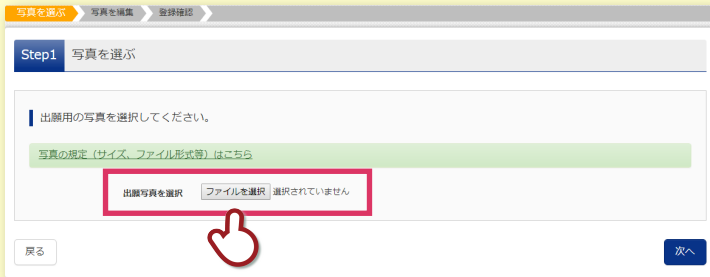 写真を選ぶ 写真を編集 登録確認
Step1 写真を選ぶ
出願用の写真を選択してください。
写真の規定（サイズ、ファイル形式等）はこちら
出願写真を選択 ファイルを選択 選択されていません
戻る 次へ